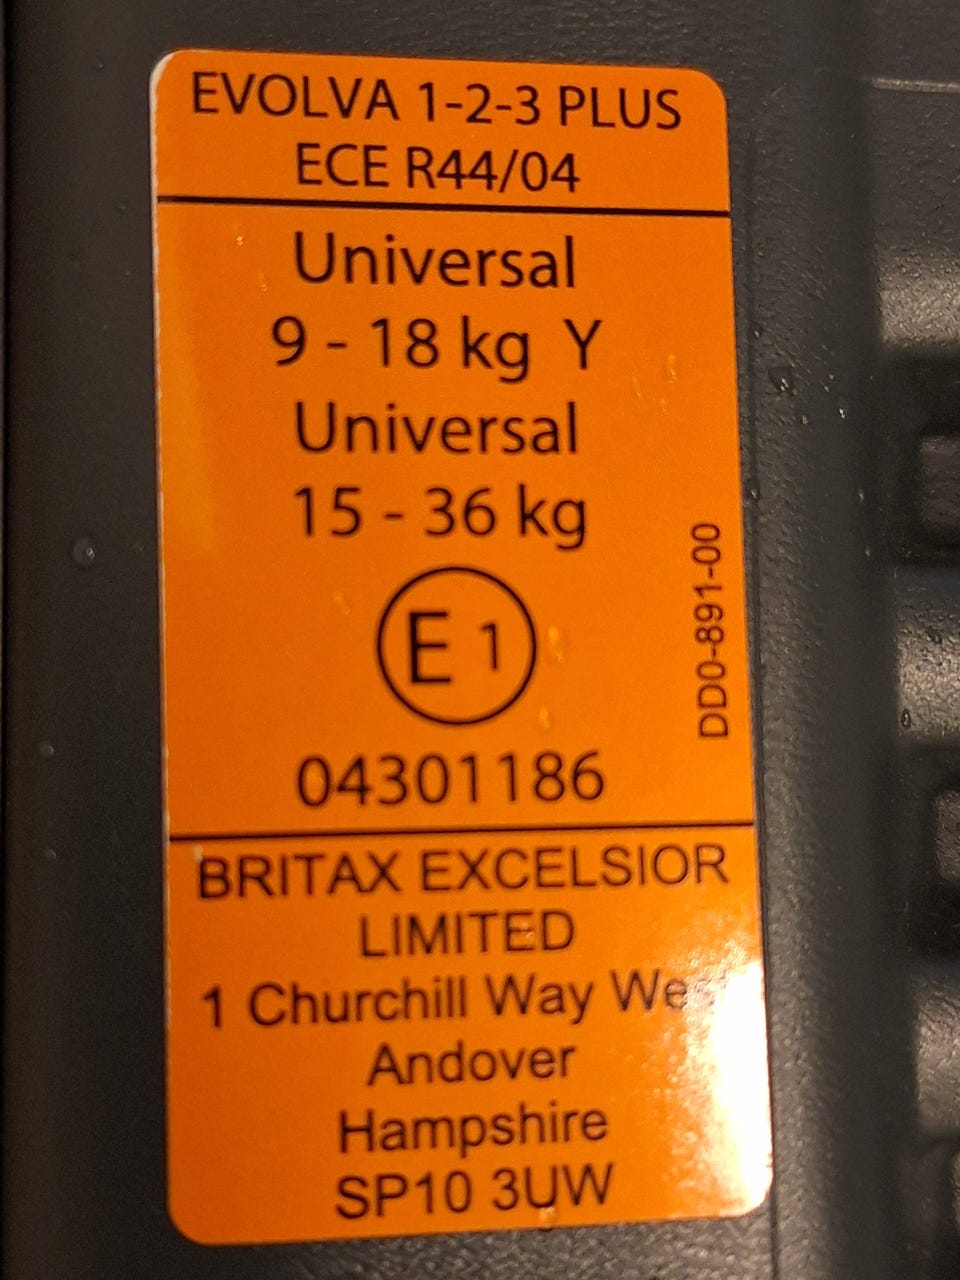 EVOLVA 1-2-3 PLUS
ECE R44/04
Universal
9 - 18 kg Y
Universal
15 - 36 kg
E 1
04301186
DD0-891-00
BRITAX EXCELSIOR
LIMITED
1 Churchill Way West
Andover
Hampshire
SP10 3UW